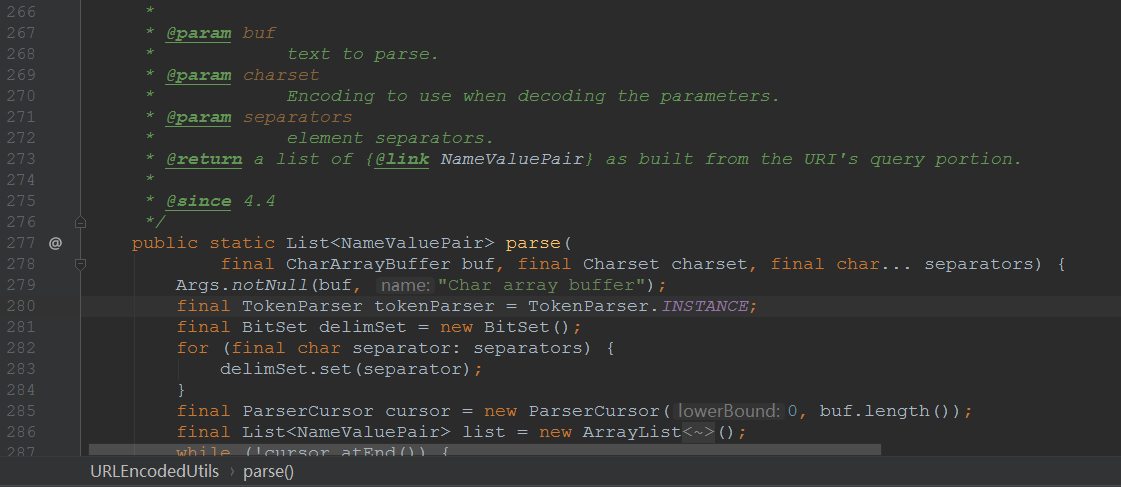 266 *
267 * @param buf
268 * text to parse.
269 * @param charset
270 * Encoding to use when decoding the parameters.
271 * @param separators
272 * element separators.
273 * @return a list of {@link NameValuePair} as built from the URI's query portion.
274 *
275 * @since 4.4
276 */
277 @ public static List<NameValuePair> parse(
278 final CharArrayBuffer buf, final Charset charset, final char... separators) {
279 Args.notNull(buf, name: "Char array buffer");
280 final TokenParser tokenParser = TokenParser.INSTANCE;
281 final BitSet delimSet = new BitSet();
282 for (final char separator: separators) {
283 delimSet.set(separator);
284 }
285 final ParserCursor cursor = new ParserCursor( lowerBound: 0, buf.length());
286 final List<NameValuePair> list = new ArrayList<~>();
287 while (!cursor.atEnd()) {
URLEncodedUtils › parse()